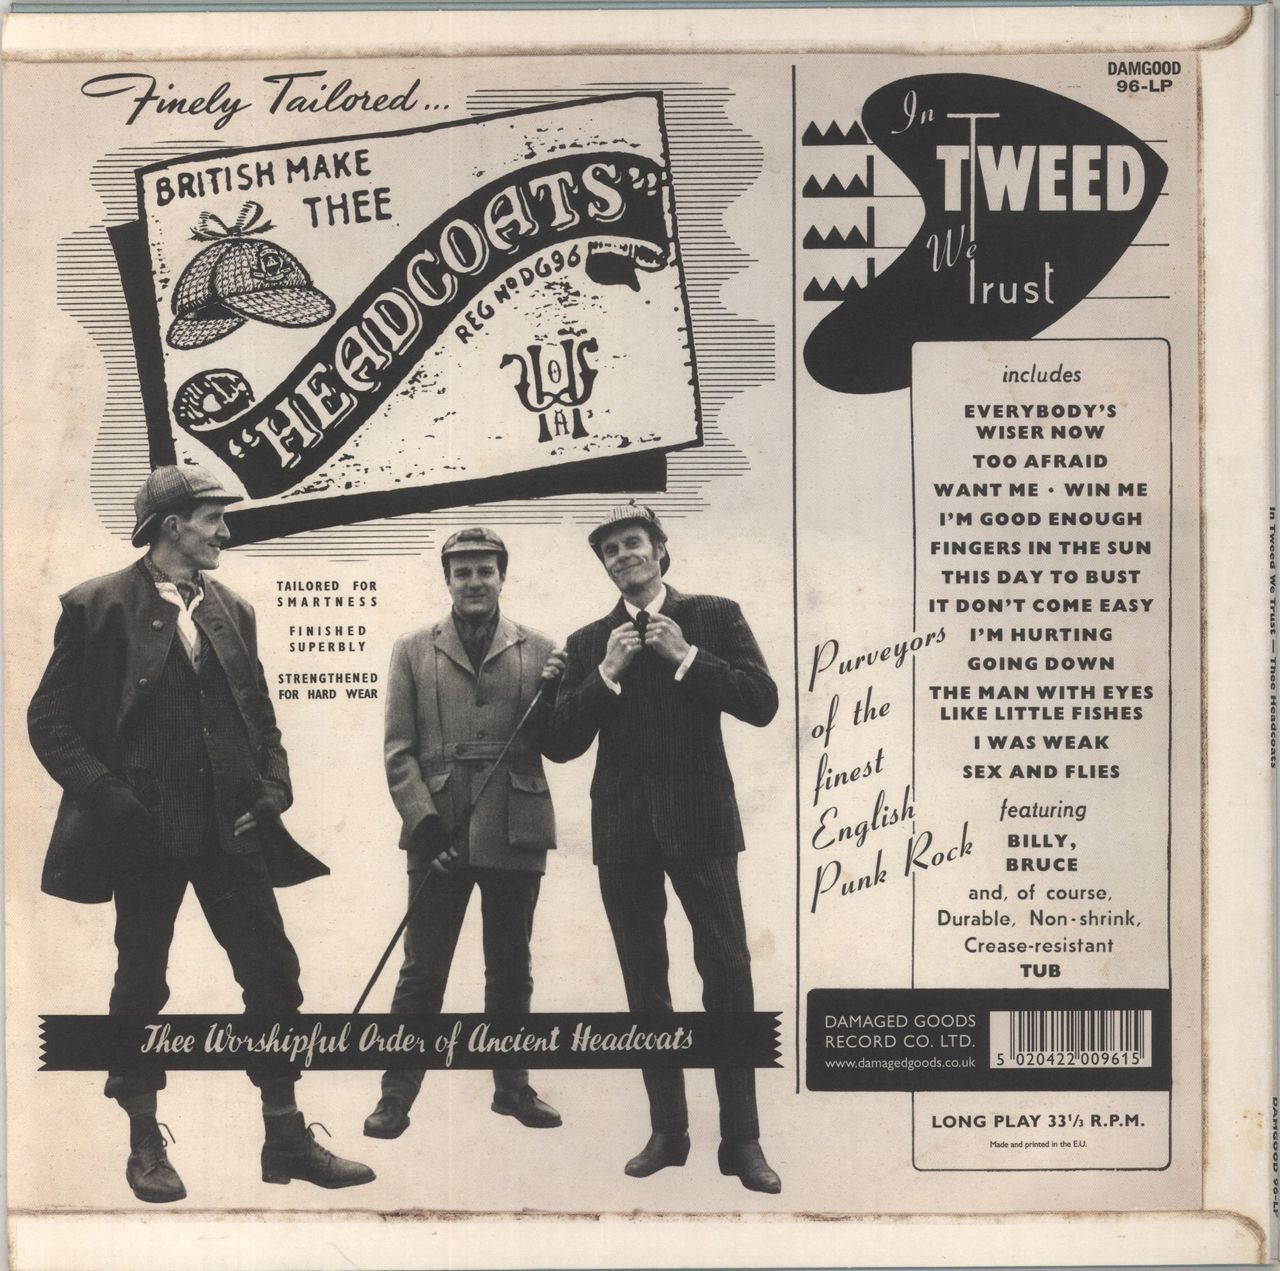 Finely Tailored...
BRITISH MAKE
THEE
"HEADCOATS"
REG No DG96
TAILORED FOR
SMARTNESS
FINISHED
SUPERBLY
STRENGTHENED
FOR HARD WEAR
Thee Worshipful Order of Ancient Headcoats
DAMGOOD
96-LP
In
TWEED
We
Trust
includes
EVERYBODY'S
WISER NOW
TOO AFRAID
WANT ME • WIN ME
I'M GOOD ENOUGH
FINGERS IN THE SUN
THIS DAY TO BUST
IT DON'T COME EASY
I'M HURTING
GOING DOWN
THE MAN WITH EYES
LIKE LITTLE FISHES
I WAS WEAK
SEX AND FLIES
Purveyors
of the
finest
English
Punk Rock
featuring
BILLY,
BRUCE
and, of course,
Durable, Non-shrink,
Crease-resistant
TUB
DAMAGED GOODS
RECORD CO. LTD.
www.damagedgoods.co.uk
5 020422 009615
LONG PLAY 33⅓ R.P.M.
Made and printed in the E.U.
In Tweed We Trust — Thee Headcoats
DAMGOOD 96-LP